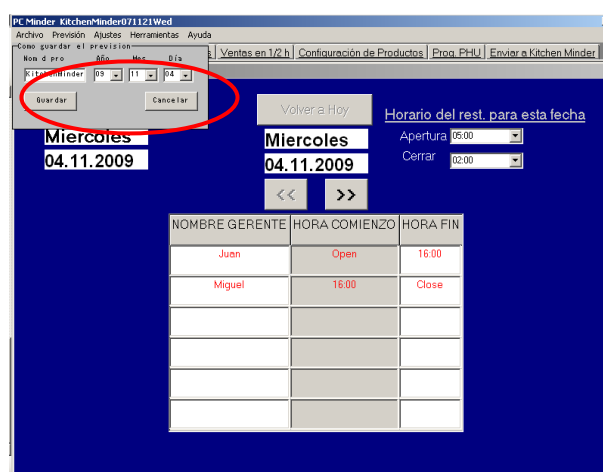 PC Minder KitchenMinder071121Wed
Archivo Previsión Ajustes Herramientas Ayuda
Como guardar el prevision
Nom d pro Año Mes Día
KitchenMinder 09 11 04
Guardar Cancelar
Ventas en 1/2 h Configuración de Productos Prog. PHU Enviar a Kitchen Minder
Volver a Hoy
Horario del rest. para esta fecha
Miercoles Miercoles Apertura 05:00
04.11.2009 04.11.2009 Cerrar 02:00
<< >>
NOMBRE GERENTE HORA COMIENZO HORA FIN
Juan Open 16:00
Miguel 16:00 Close